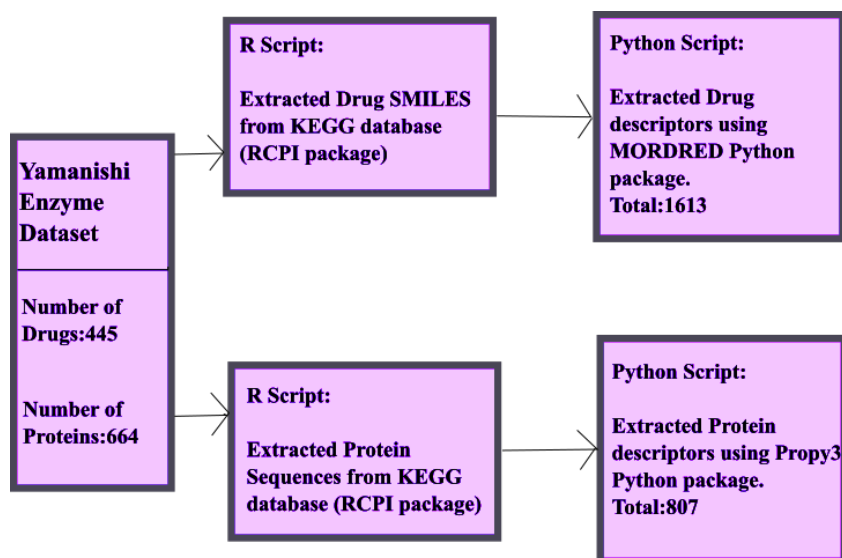 Yamanishi
Enzyme
Dataset
Number of
Drugs:445
Number of
Proteins:664
R Script:
Extracted Drug SMILES
from KEGG database
(RCPI package)
Python Script:
Extracted Drug
descriptors using
MORDRED Python
package.
Total:1613
R Script:
Extracted Protein
Sequences from KEGG
database (RCPI package)
Python Script:
Extracted Protein
descriptors using Propy3
Python package.
Total:807